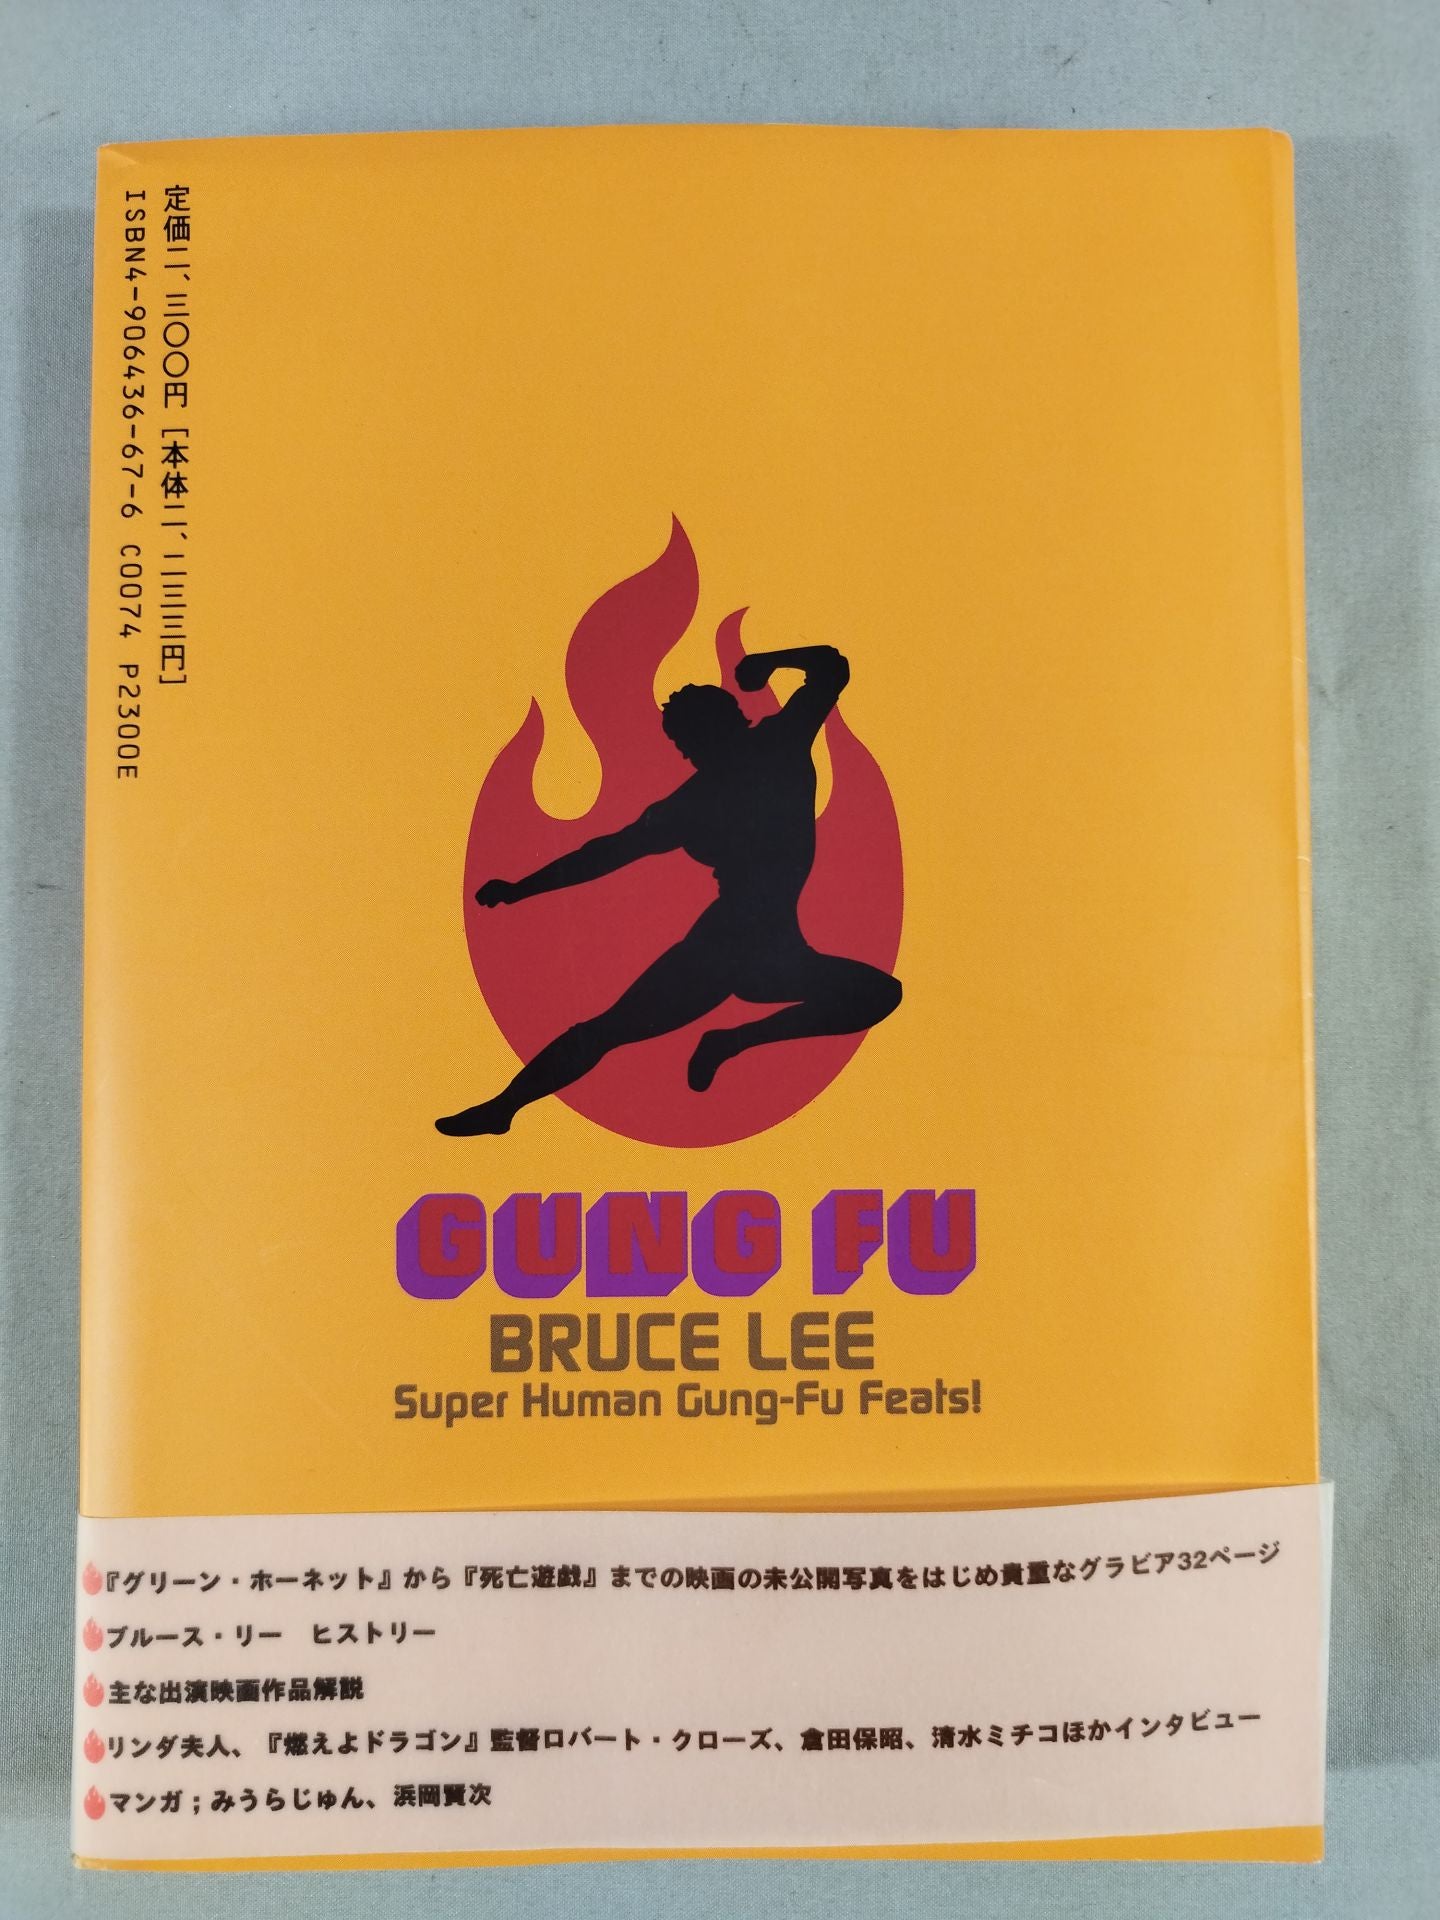 定価二、三〇〇円［本体二、二三三円］
ISBN4-906436-67-6 C0074 P2300E
GUNG FU
BRUCE LEE
Super Human Gung-Fu Feats!
『グリーン・ホーネット』から『死亡遊戯』までの映画の未公開写真をはじめ貴重なグラビア32ページ
ブルース・リー　ヒストリー
主な出演映画作品解説
リンダ夫人、『燃えよドラゴン』監督ロバート・クローズ、倉田保昭、清水ミチコほかインタビュー
マンガ；みうらじゅん、浜岡賢次